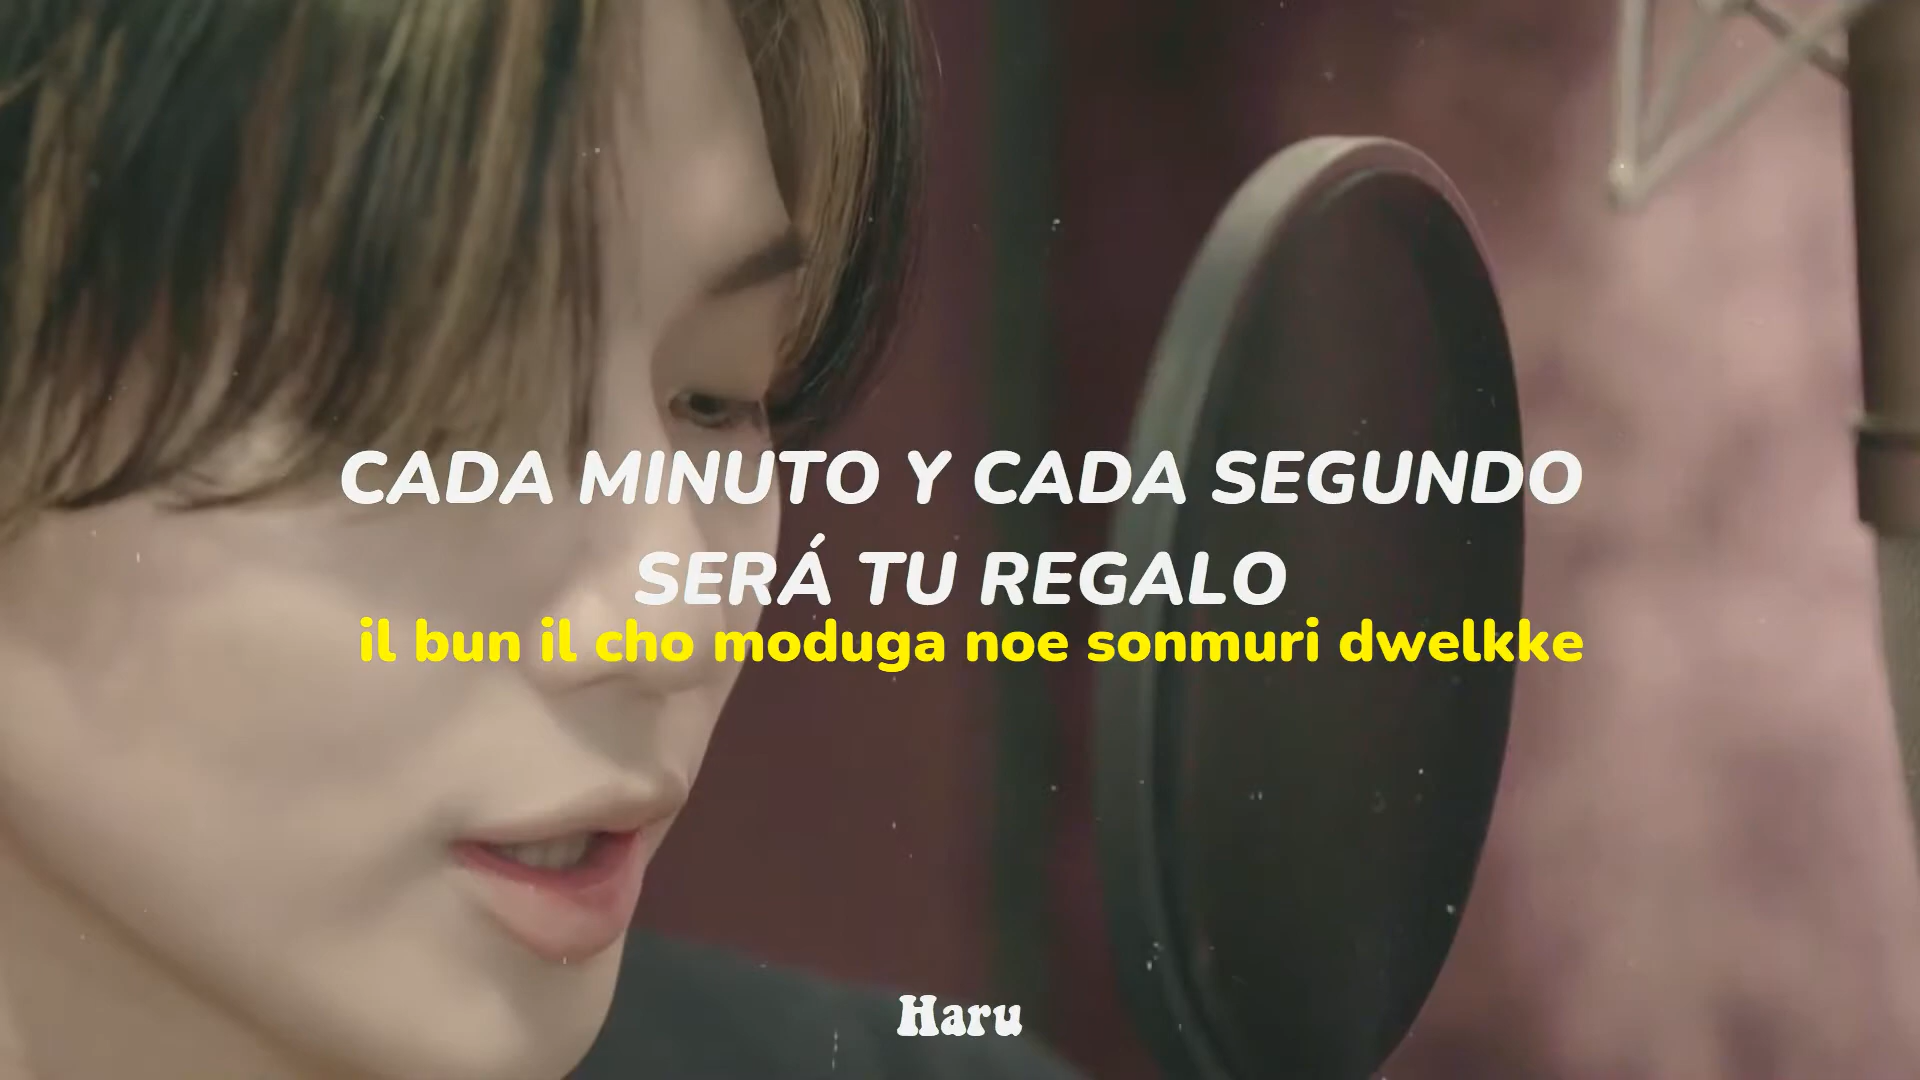 CADA MINUTO Y CADA SEGUNDO
SERÁ TU REGALO
il bun il cho moduga noe sonmuri dwelkke
Haru